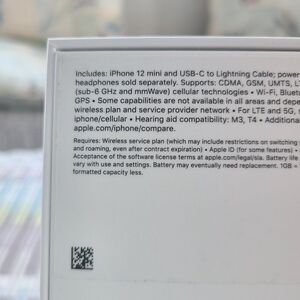 Includes: iPhone 12 mini and USB-C to Lightning Cable; power
headphones sold separately. Supports: CDMA, GSM, UMTS, LT
(sub-6 GHz and mmWave) cellular technologies • Wi-Fi, Blueto
GPS • Some capabilities are not available in all areas and depe
wireless plan and service provider network • For LTE and 5G, s
iphone/cellular • Hearing aid compatibility: M3, T4 • Additiona
apple.com/iphone/compare.
Requires: Wireless service plan (which may include restrictions on switching
and roaming, even after contract expiration) • Apple ID (for some features) •
Acceptance of the software license terms at apple.com/legal/sla. Battery life
vary with use and settings. Battery may eventually need replacement. 1GB =
formatted capacity less.